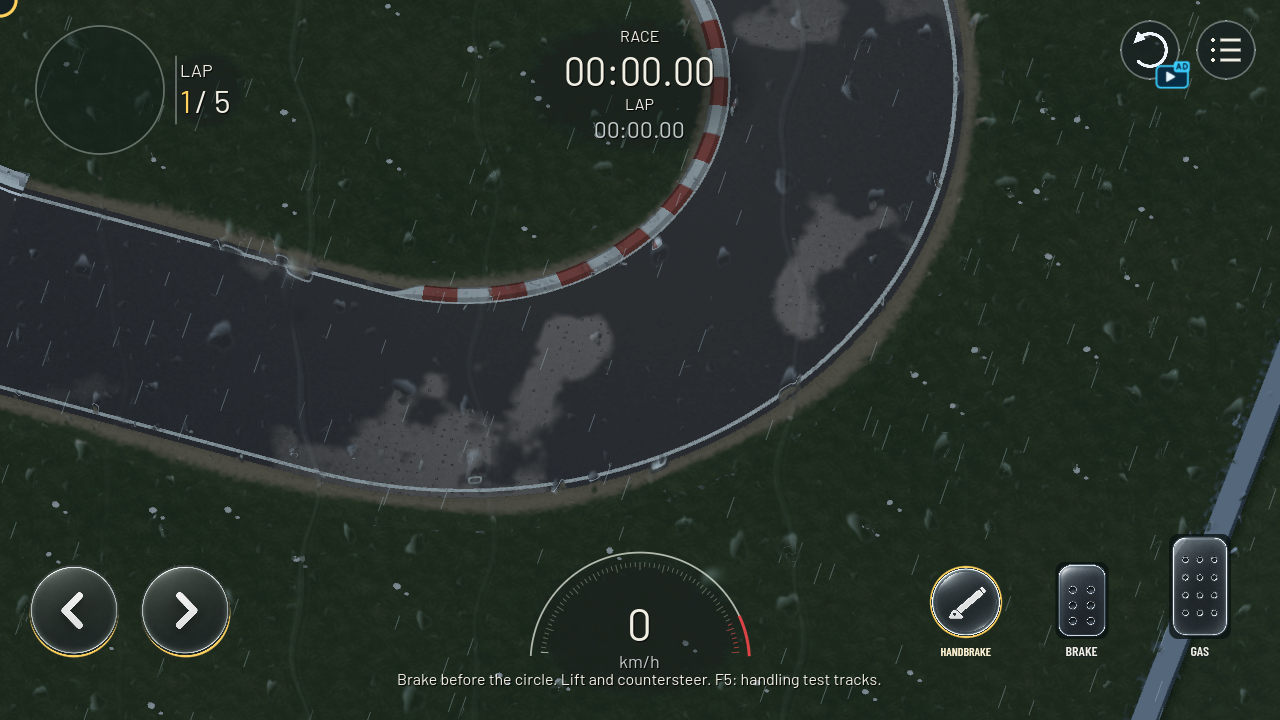 RACE
00:00.00
LAP
00:00.00
LAP
1 / 5
AD
0
km/h
Brake before the circle. Lift and countersteer. F5: handling test tracks.
HANDBRAKE
BRAKE
GAS